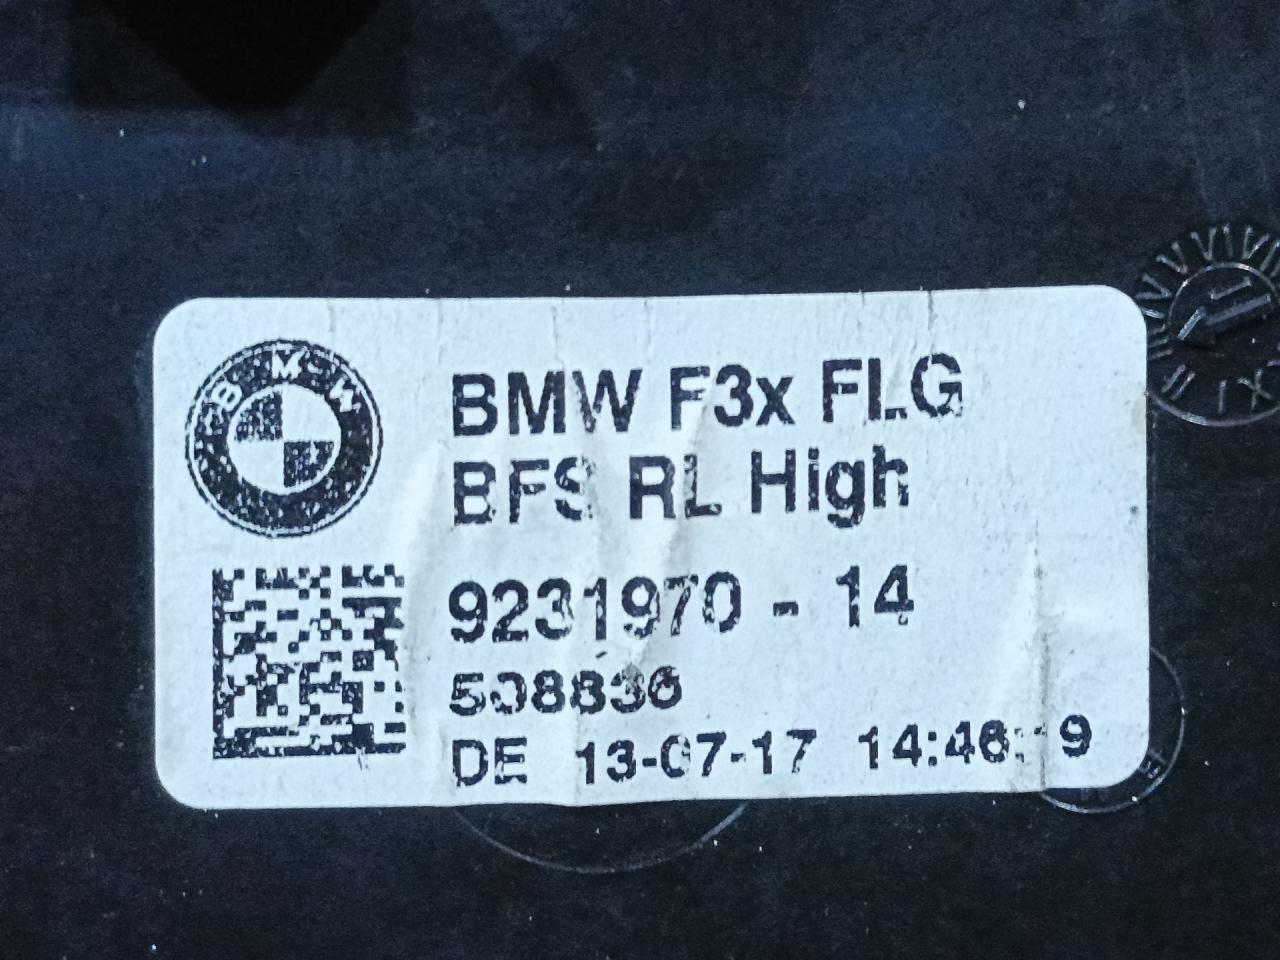 BMW
BMW F3x FLG
BFS RL High
9231970 - 14
508836
DE 13-07-17